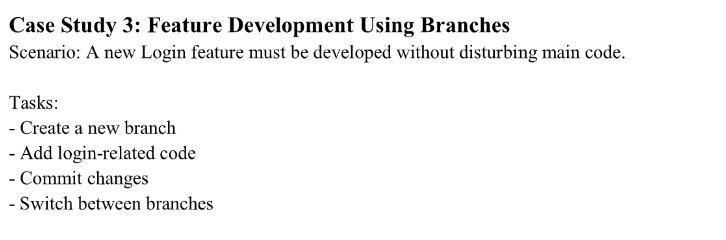 Case Study 3: Feature Development Using Branches
Scenario: A new Login feature must be developed without disturbing main code.
Tasks:
- Create a new branch
- Add login-related code
- Commit changes
- Switch between branches